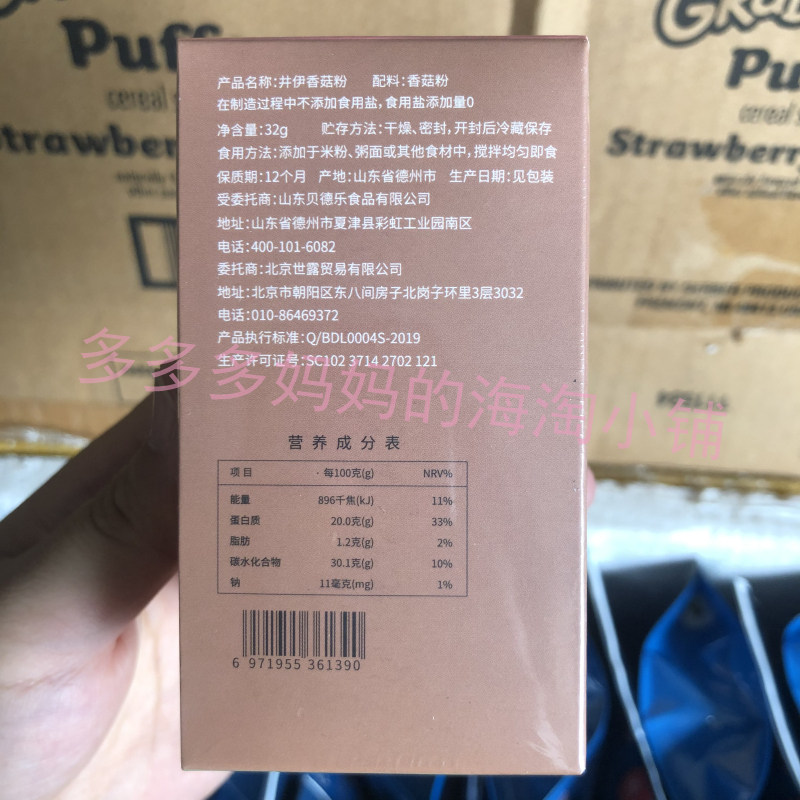 Puff
cereal s
Strawber
Pu
cereal
Strawberry
产品名称:井伊香菇粉 配料:香菇粉
在制造过程中不添加食用盐,食用盐添加量0
净含量:32g 贮存方法:干燥、密封,开封后冷藏保存
食用方法:添加于米粉、粥面或其他食材中,搅拌均匀即食
保质期:12个月 产地:山东省德州市 生产日期:见包装
受委托商:山东贝德乐食品有限公司
地址:山东省德州市夏津县彩虹工业园南区
电话:400-101-6082
委托商:北京世露贸易有限公司
地址:北京市朝阳区东八间房子北岗子环里3层3032
电话:010-86469372
产品执行标准:Q/BDL0004S-2019
生产许可证号:SC102 3714 2702 121
多多多妈妈的海淘小铺
营养成分表
项目 ·每100克(g) NRV%
能量 896千焦(kJ) 11%
蛋白质 20.0克(g) 33%
脂肪 1.2克(g) 2%
碳水化合物 30.1克(g) 10%
钠 11毫克(mg) 1%
6 971955 361390